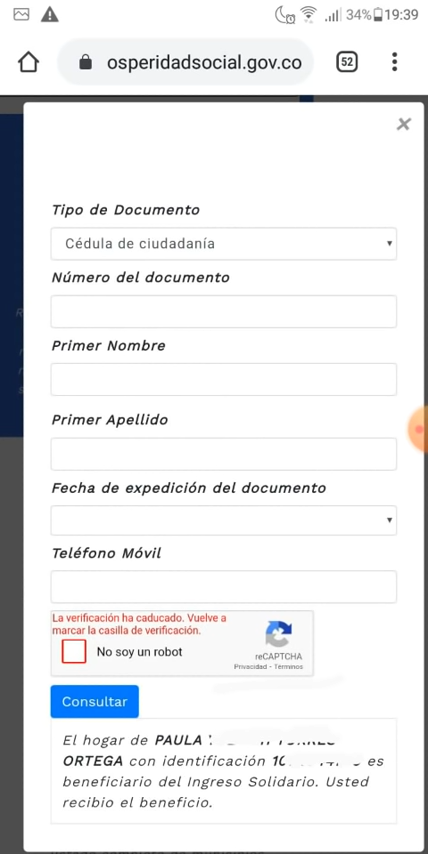 34% 19:39
osperidadsocial.gov.co
52
×
Tipo de Documento
Cédula de ciudadanía
Número del documento
Primer Nombre
Primer Apellido
Fecha de expedición del documento
Teléfono Móvil
La verificación ha caducado. Vuelve a
marcar la casilla de verificación.
No soy un robot
reCAPTCHA
Privacidad - Términos
Consultar
El hogar de PAULA
ORTEGA con identificación es
beneficiario del Ingreso Solidario. Usted
recibio el beneficio.